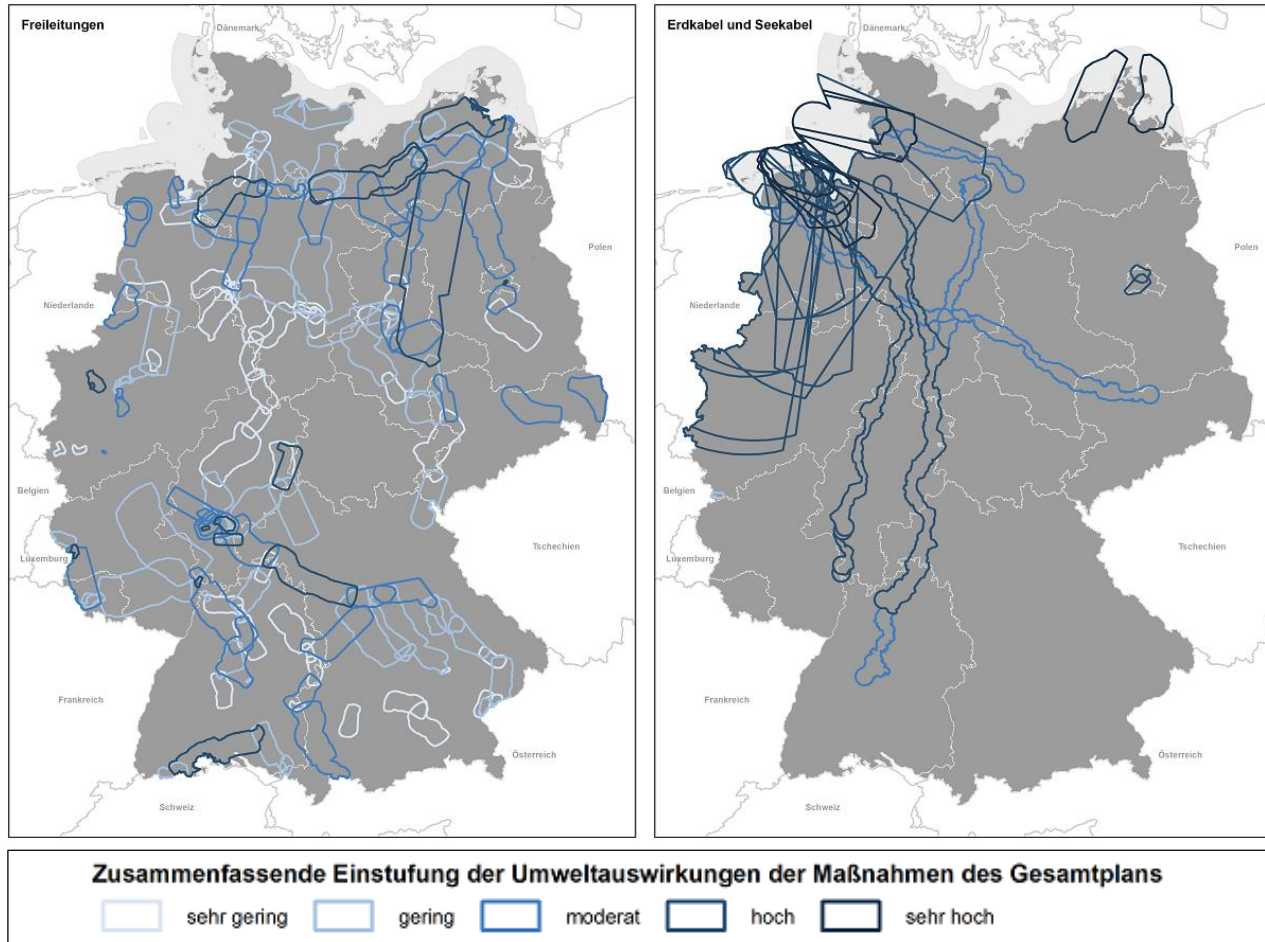 Freileitungen
Dänemark
Polen
Niederlande
Belgien
Luxemburg
Tschechien
Frankreich
Österreich
Schweiz
Erdkabel und Seekabel
Dänemark
Polen
Niederlande
Belgien
Luxemburg
Tschechien
Frankreich
Österreich
Schweiz
Zusammenfassende Einstufung der Umweltauswirkungen der Maßnahmen des Gesamtplans
sehr gering gering moderat hoch sehr hoch